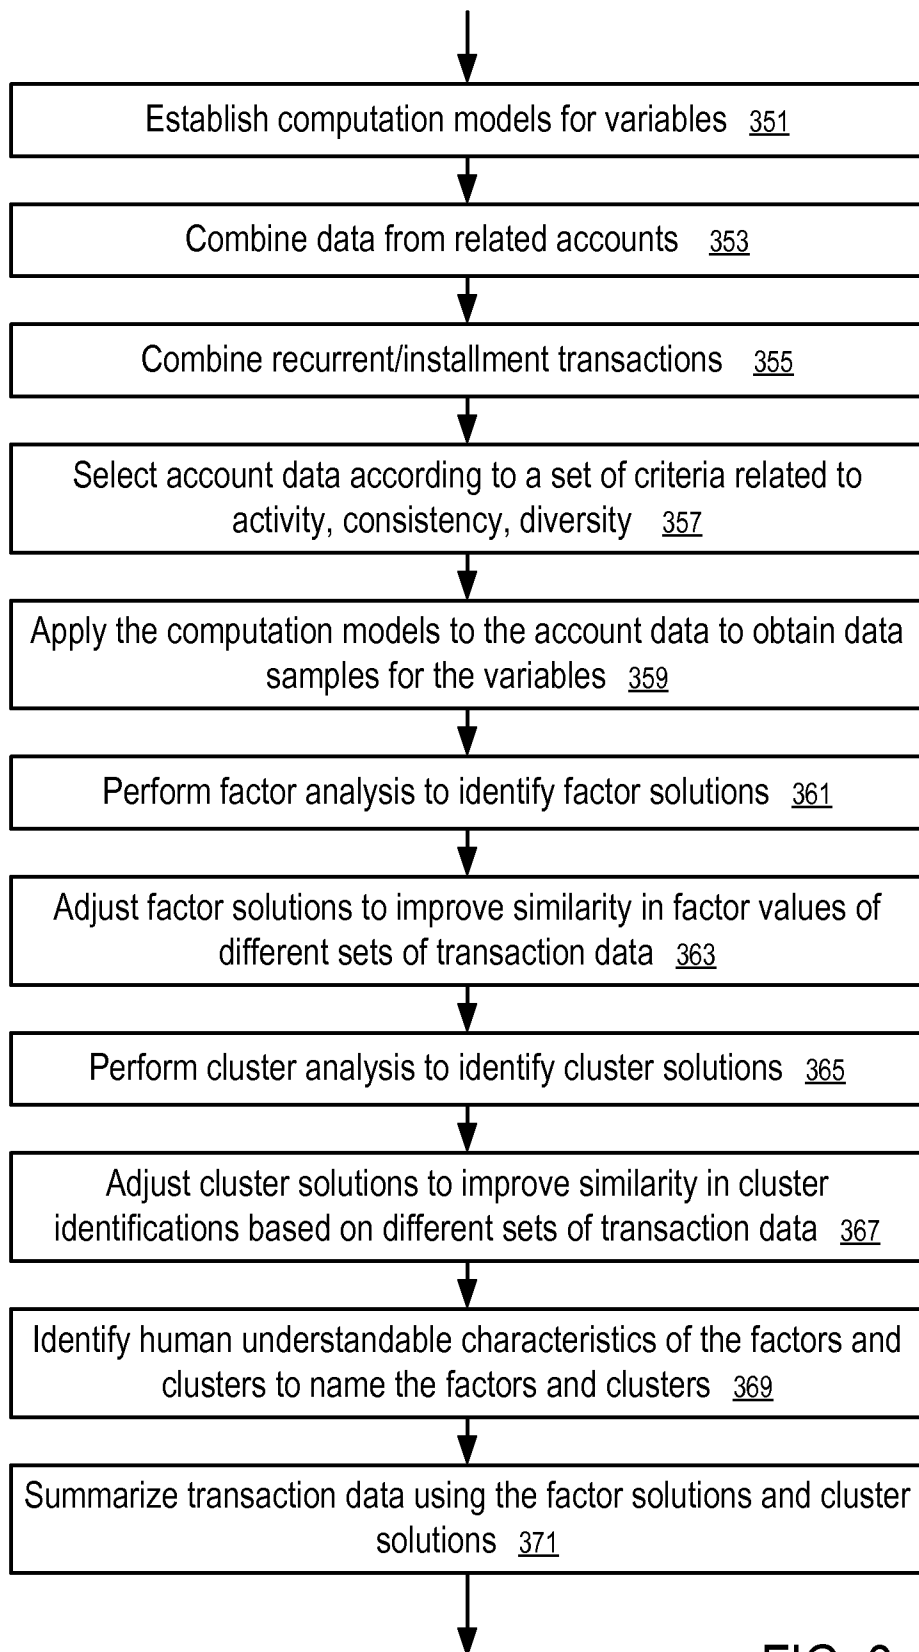 Establish computation models for variables 351
Combine data from related accounts 353
Combine recurrent/installment transactions 355
Select account data according to a set of criteria related to
activity, consistency, diversity 357
Apply the computation models to the account data to obtain data
samples for the variables 359
Perform factor analysis to identify factor solutions 361
Adjust factor solutions to improve similarity in factor values of
different sets of transaction data 363
Perform cluster analysis to identify cluster solutions 365
Adjust cluster solutions to improve similarity in cluster
identifications based on different sets of transaction data 367
Identify human understandable characteristics of the factors and
clusters to name the factors and clusters 369
Summarize transaction data using the factor solutions and cluster
solutions 371
FIG.